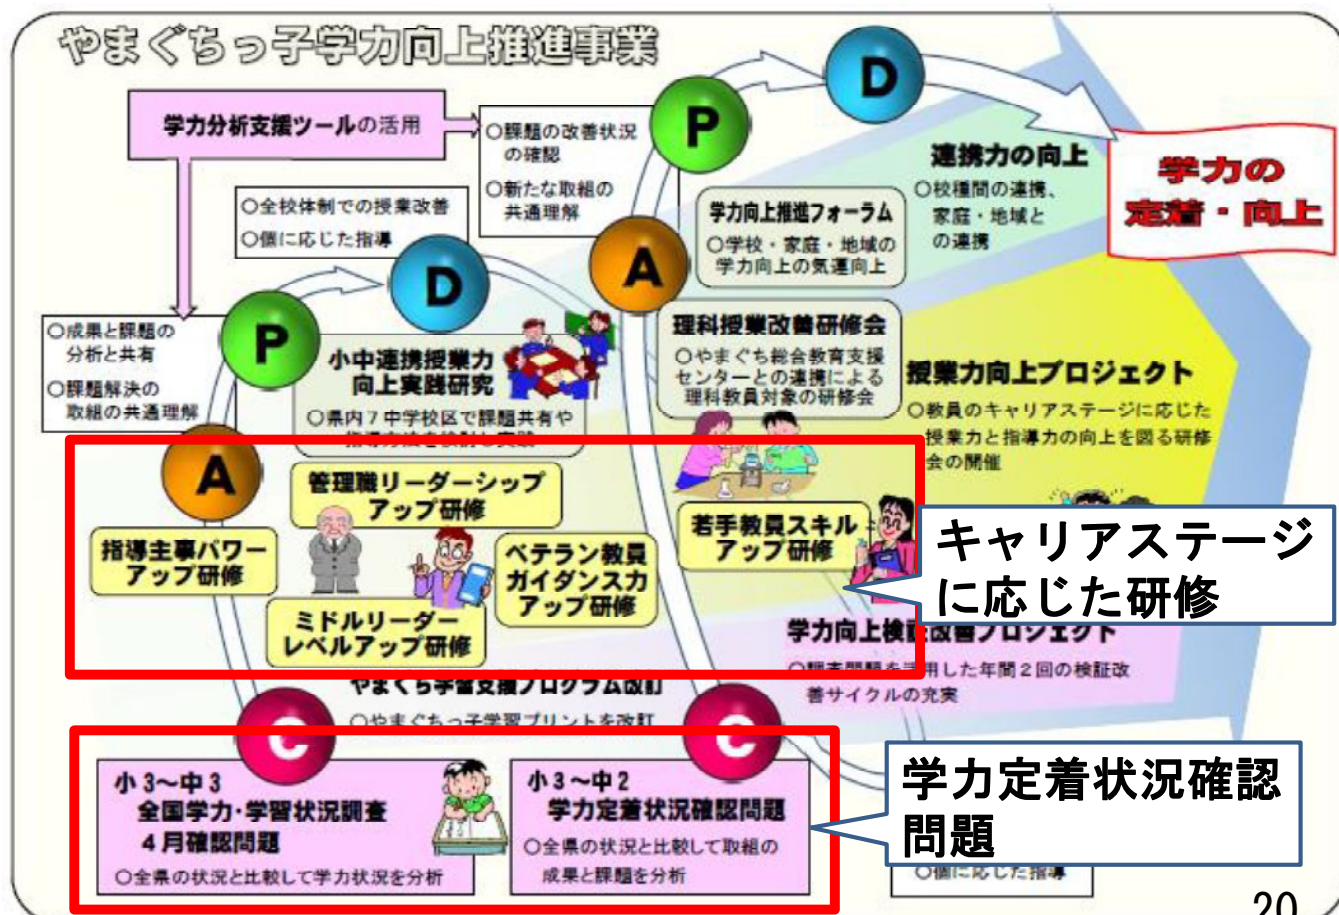 やまぐちっ子学力向上推進事業
学力分析支援ツールの活用
○課題の改善状況
の確認
○新たな取組の
共通理解
P
D
学力の
定着・向上
連携力の向上
○校種間の連携、
家庭・地域と
の連携
○全校体制での授業改善
○個に応じた指導
学力向上推進フォーラム
○学校・家庭・地域の
学力向上の気運向上
A
D
P
○成果と課題の
分析と共有
○課題解決の
取組の共通理解
小中連携授業力
向上実践研究
○県内7中学校区で課題共有や
理科授業改善研修会
○やまぐち総合教育支援
センターとの連携による
理科教員対象の研修会
授業力向上プロジェクト
○教員のキャリアステージに応じた
授業力と指導力の向上を図る研修
会の開催
A
管理職リーダーシップ
アップ研修
指導主事パワー
アップ研修
ベテラン教員
ガイダンス力
アップ研修
ミドルリーダー
レベルアップ研修
若手教員スキル
アップ研修
キャリアステージ
に応じた研修
学力向上検証改善プロジェクト
○調査問題を活用した年間2回の検証改
善サイクルの充実
やまぐち学習支援プログラム改訂
○やまぐちっ子学習プリントを改訂
C
C
小3～中3
全国学力・学習状況調査
4月確認問題
○全県の状況と比較して学力状況を分析
小3～中2
学力定着状況確認問題
○全県の状況と比較して取組の
成果と課題を分析
学力定着状況確認
問題
○個に応じた指導
20